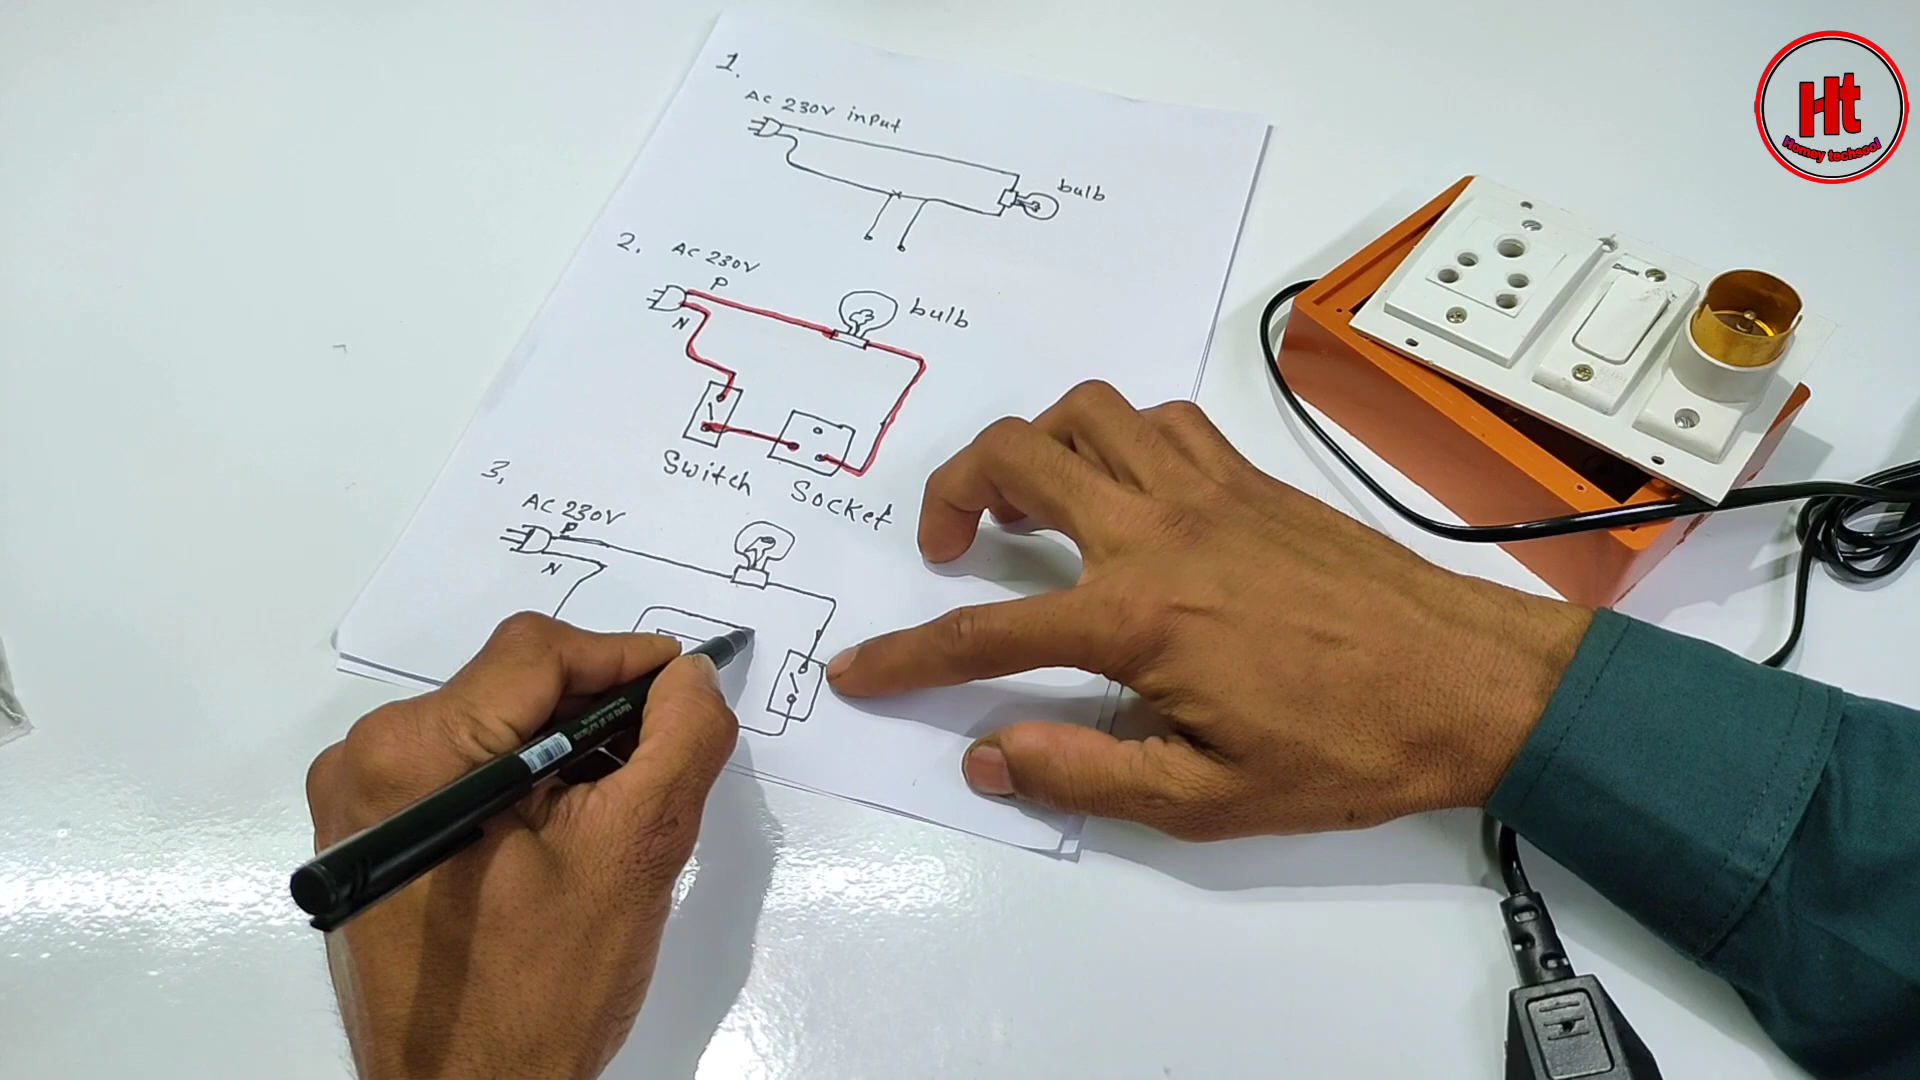 1.
AC 230V input
bulb
2. AC 230V
P
bulb
N
Switch
Socket
3.
AC 230V
P
N
Ht
Homey techsool